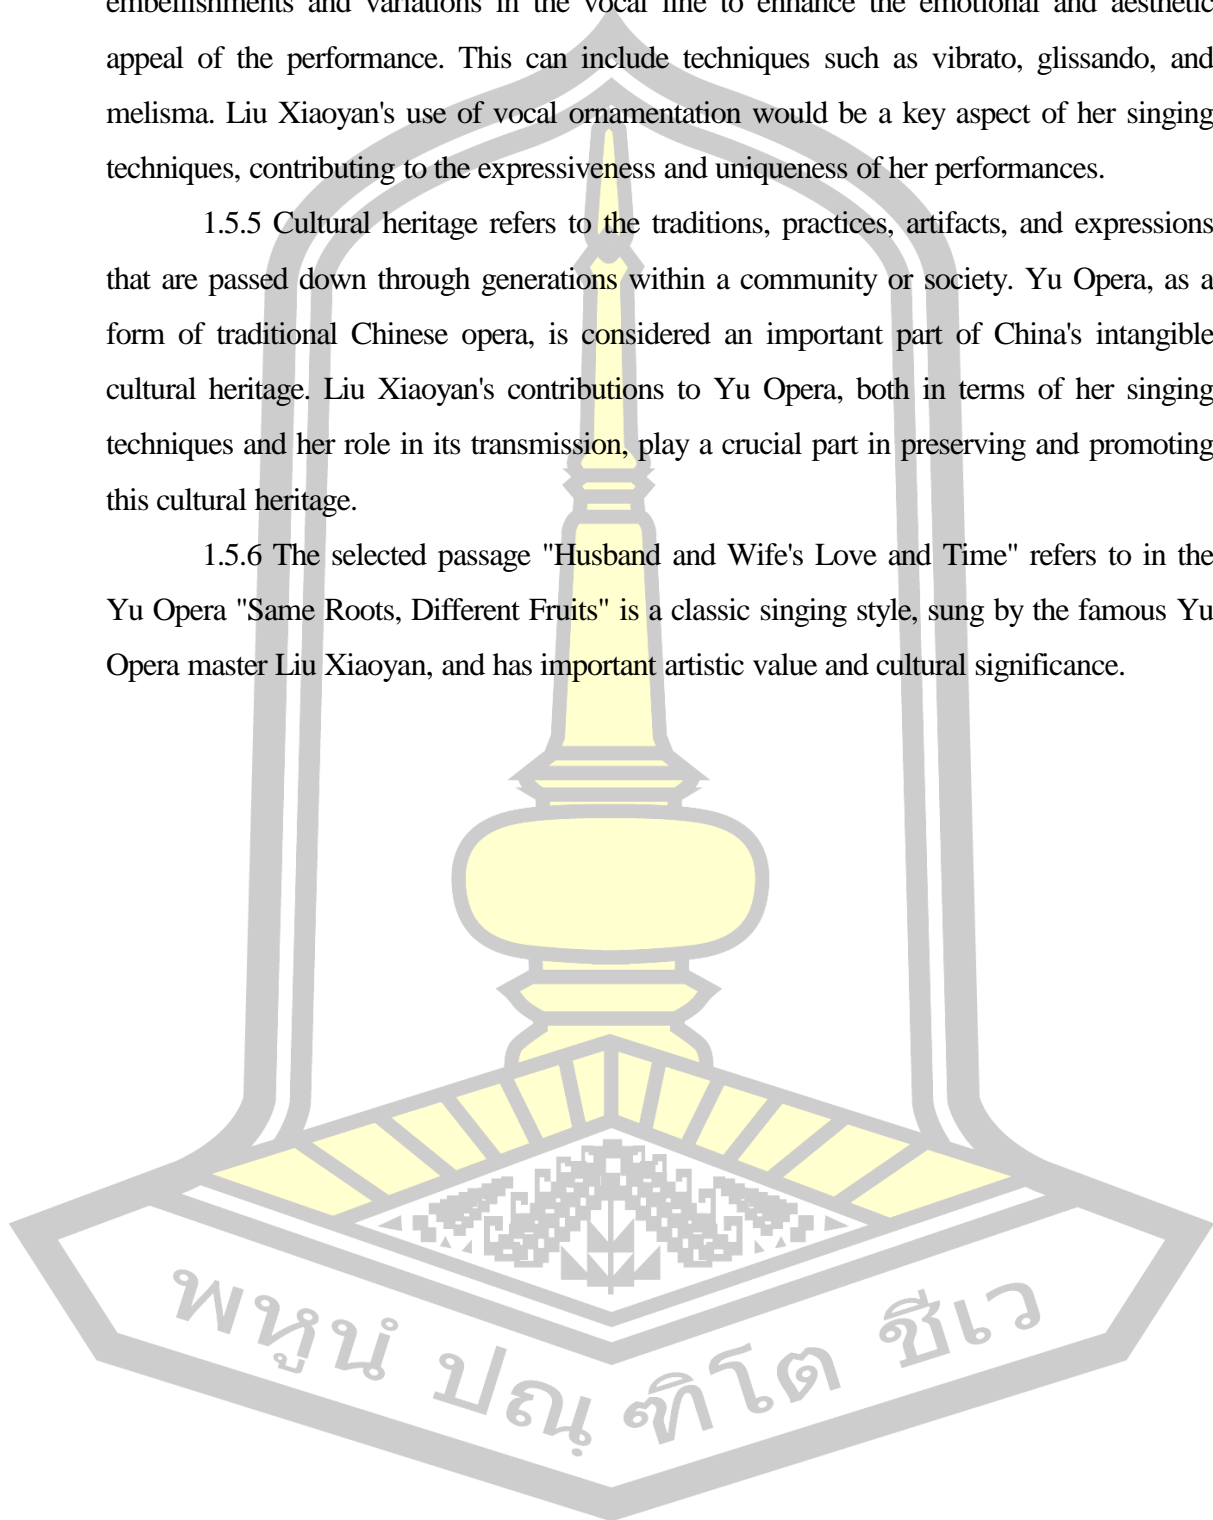 embellishments and variations in the vocal line to enhance the emotional and aesthetic
appeal of the performance. This can include techniques such as vibrato, glissando, and
melisma. Liu Xiaoyan's use of vocal ornamentation would be a key aspect of her singing
techniques, contributing to the expressiveness and uniqueness of her performances.
1.5.5 Cultural heritage refers to the traditions, practices, artifacts, and expressions
that are passed down through generations within a community or society. Yu Opera, as a
form of traditional Chinese opera, is considered an important part of China's intangible
cultural heritage. Liu Xiaoyan's contributions to Yu Opera, both in terms of her singing
techniques and her role in its transmission, play a crucial part in preserving and promoting
this cultural heritage.
1.5.6 The selected passage "Husband and Wife's Love and Time" refers to in the
Yu Opera "Same Roots, Different Fruits" is a classic singing style, sung by the famous Yu
Opera master Liu Xiaoyan, and has important artistic value and cultural significance.
พหูนํ ปณฺ ฑิโต ชีเว